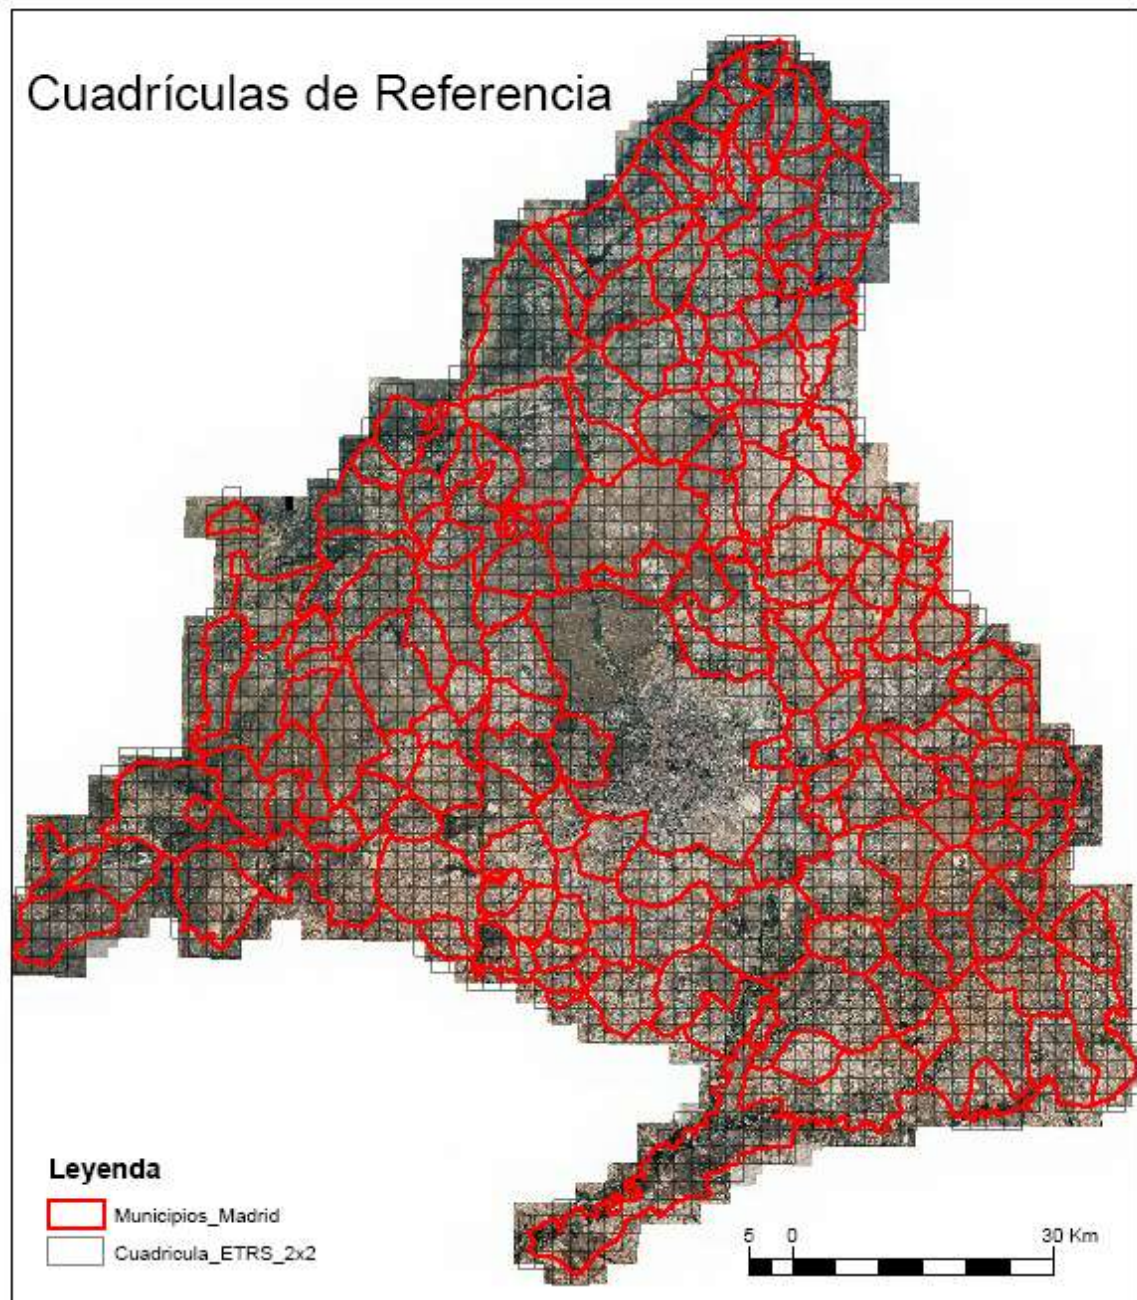 Cuadrículas de Referencia
Leyenda
Municipios_Madrid
Cuadricula_ETRS_2x2
5 0 30 Km